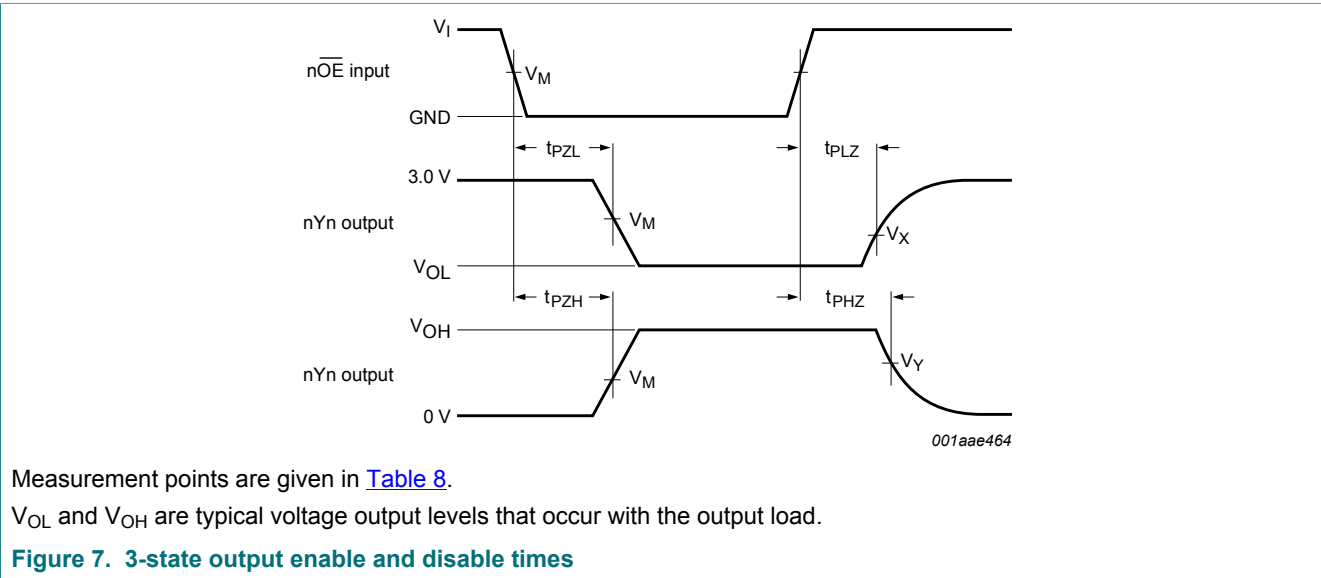 V_I
nO̅E̅ input
V_M
GND
t_PZL
t_PLZ
3.0 V
nYn output
V_M
V_X
V_OL
t_PZH
t_PHZ
V_OH
nYn output
V_M
V_Y
0 V
001aae464
Measurement points are given in Table 8.
V_OL and V_OH are typical voltage output levels that occur with the output load.
Figure 7. 3-state output enable and disable times